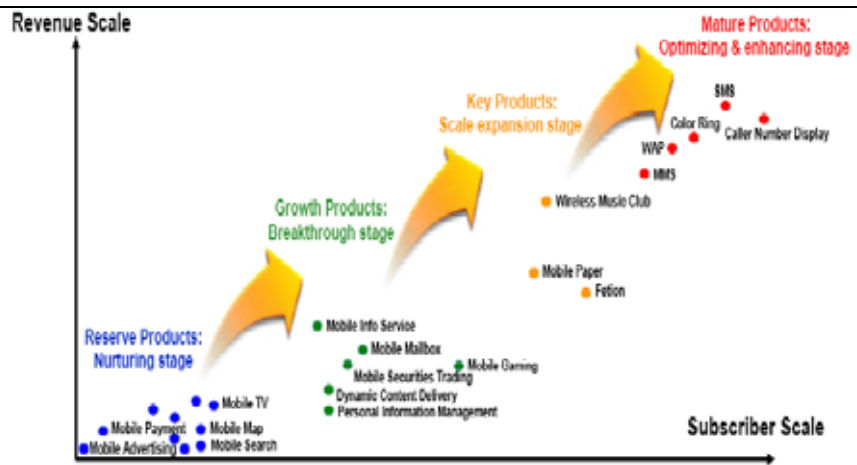 Revenue Scale
Mature Products:
Optimizing & enhancing stage
SMS
Color Ring
Caller Number Display
WAP
MMS
Key Products:
Scale expansion stage
Wireless Music Club
Mobile Paper
Fetion
Growth Products:
Breakthrough stage
Mobile Info Service
Mobile Mailbox
Mobile Gaming
Mobile Securities Trading
Dynamic Content Delivery
Personal Information Management
Reserve Products:
Nurturing stage
Mobile TV
Mobile Payment
Mobile Map
Mobile Advertising
Mobile Search
Subscriber Scale